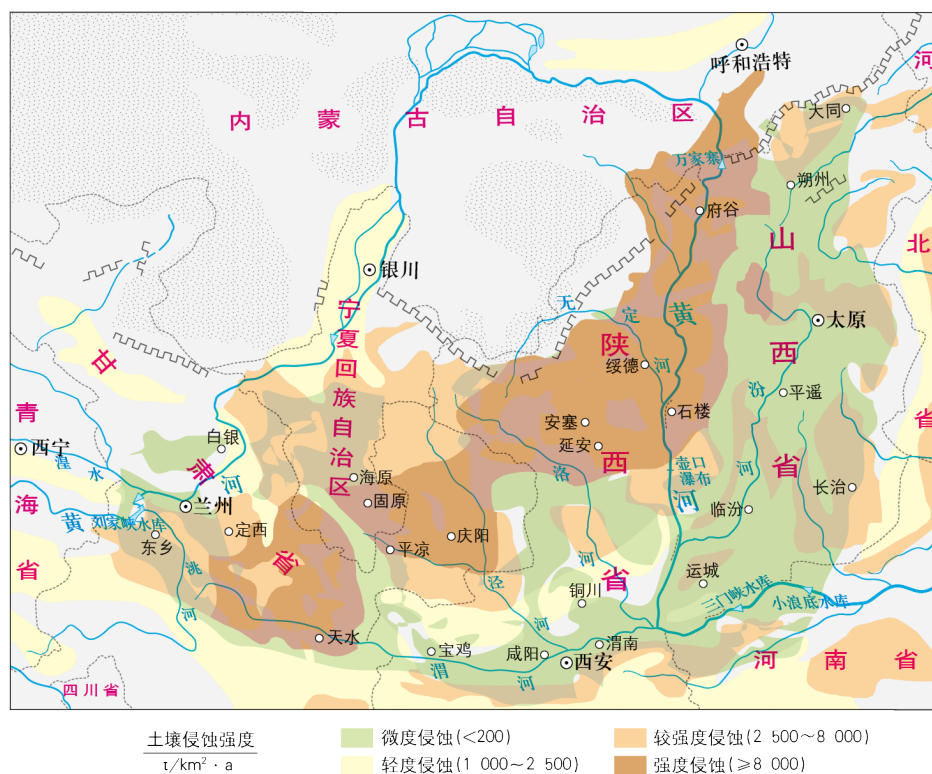 呼和浩特
河
内蒙古自治区
大同
万家寨
朔州
府谷
山
北
银川
宁夏回族自治区
无定河
黄
陕
太原
甘
绥德
西
汾
平遥
青
石楼
省
白银
安塞
西宁
延安
西
省
湟水
肃
河
洛
壶口
瀑布
河
长治
海原
海
兰州
固原
河
临汾
黄
刘家峡水库
定西
庆阳
东乡
省
平凉
省
洮
泾
河
省
运城
铜川
三门峡水库
小浪底水库
河
河
天水
宝鸡
咸阳
渭南
渭
西安
河南省
河
四川省
土壤侵蚀强度
t/km²·a
微度侵蚀(<200)
轻度侵蚀(1 000~2 500)
较强度侵蚀(2 500~8 000)
强度侵蚀(≥8 000)